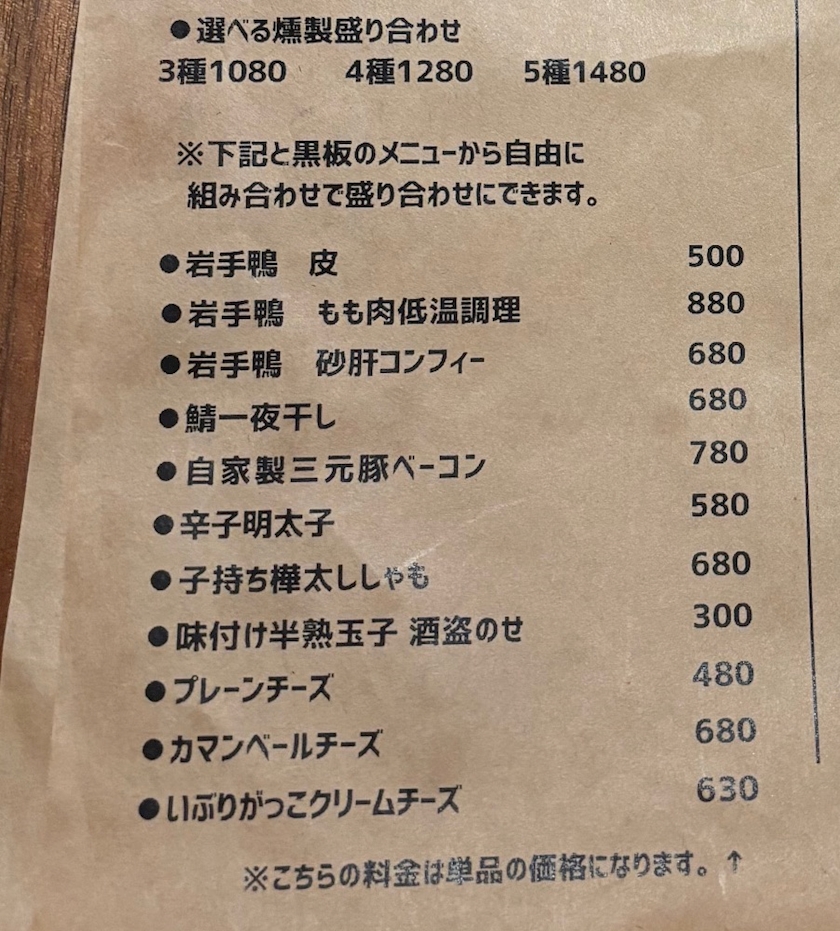 ●選べる燻製盛り合わせ
3種1080 4種1280 5種1480
※下記と黒板のメニューから自由に
組み合わせで盛り合わせにできます。
●岩手鴨 皮 500
●岩手鴨 もも肉低温調理 880
●岩手鴨 砂肝コンフィー 680
●鯖一夜干し 680
●自家製三元豚ベーコン 780
●辛子明太子 580
●子持ち樺太ししゃも 680
●味付け半熟玉子 酒盗のせ 300
●プレーンチーズ 480
●カマンベールチーズ 680
●いぶりがっこクリームチーズ 630
※こちらの料金は単品の価格になります。↑